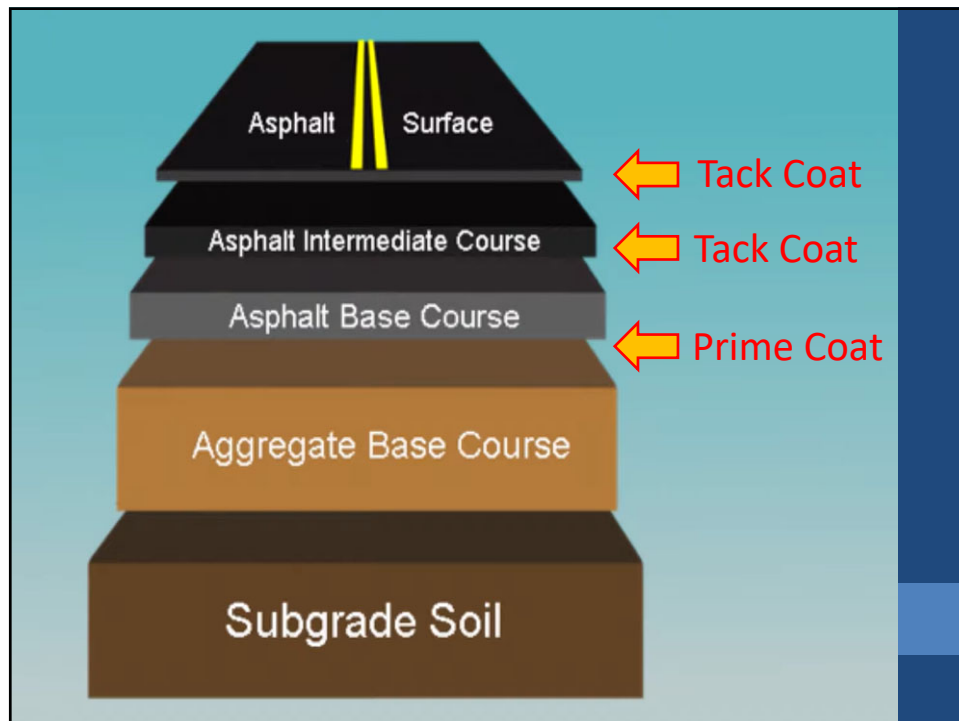 Asphalt Surface
Tack Coat
Asphalt Intermediate Course
Tack Coat
Asphalt Base Course
Prime Coat
Aggregate Base Course
Subgrade Soil